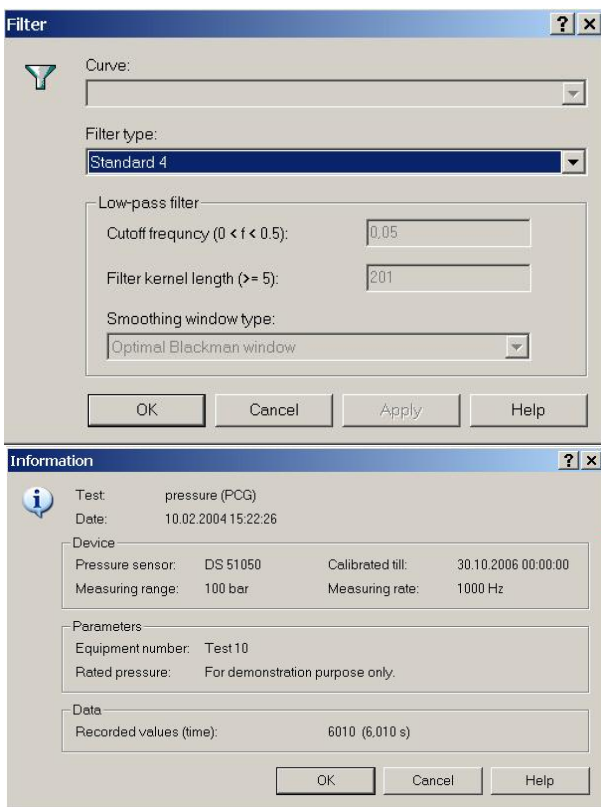 Filter
Curve:
Filter type:
Standard 4
Low-pass filter
Cutoff frequncy (0 < f < 0.5):
0,05
Filter kernel length (>= 5):
201
Smoothing window type:
Optimal Blackman window
OK Cancel Apply Help
Information
Test: pressure (PCG)
Date: 10.02.2004 15:22:26
Device
Pressure sensor: DS 51050 Calibrated till: 30.10.2006 00:00:00
Measuring range: 100 bar Measuring rate: 1000 Hz
Parameters
Equipment number: Test 10
Rated pressure: For demonstration purpose only.
Data
Recorded values (time): 6010 (6,010 s)
OK Cancel Help